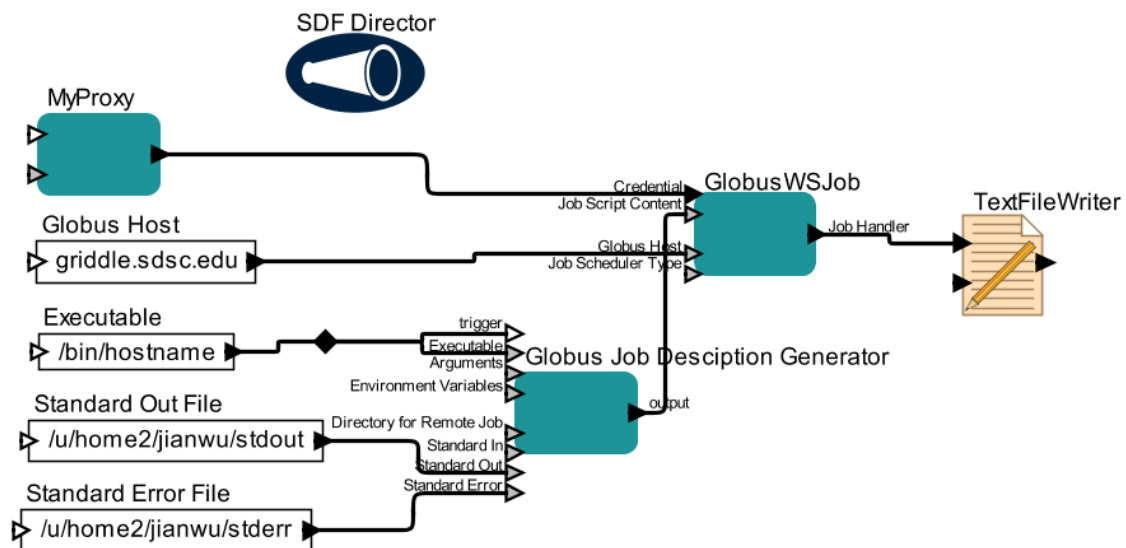 SDF Director
MyProxy
Credential
GlobusWSJob
Job Script Content
TextFileWriter
Globus Host
griddle.sdsc.edu
Job Handler
Globus Host
Job Scheduler Type
Executable
/bin/hostname
trigger
Executable
Globus Job Desciption Generator
Arguments
Environment Variables
Standard Out File
/u/home2/jianwu/stdout
output
Directory for Remote Job
Standard In
Standard Out
Standard Error
Standard Error File
/u/home2/jianwu/stderr